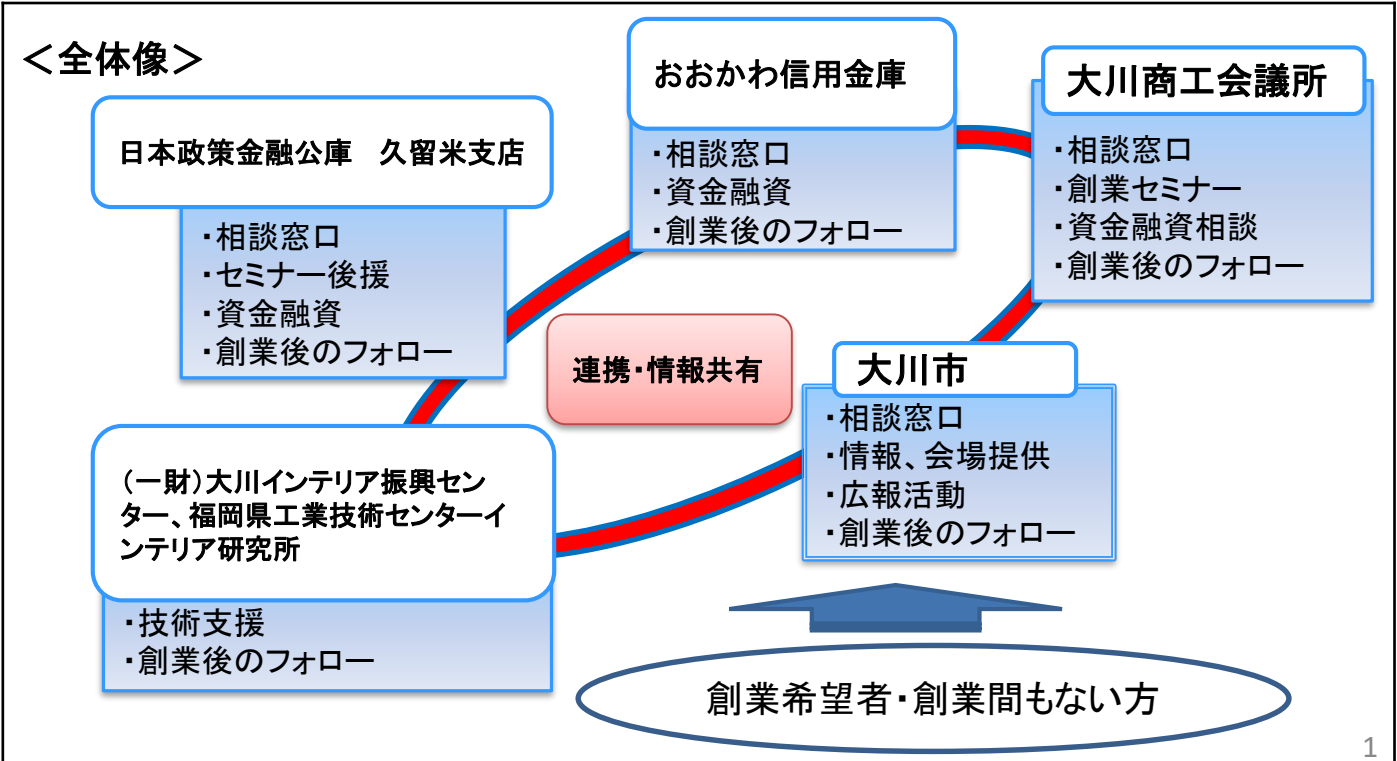 ＜全体像＞
日本政策金融公庫　久留米支店
・相談窓口
・セミナー後援
・資金融資
・創業後のフォロー
おおかわ信用金庫
・相談窓口
・資金融資
・創業後のフォロー
大川商工会議所
・相談窓口
・創業セミナー
・資金融資相談
・創業後のフォロー
連携・情報共有
大川市
・相談窓口
・情報、会場提供
・広報活動
・創業後のフォロー
（一財）大川インテリア振興セン
ター、福岡県工業技術センターイ
ンテリア研究所
・技術支援
・創業後のフォロー
創業希望者・創業間もない方
1